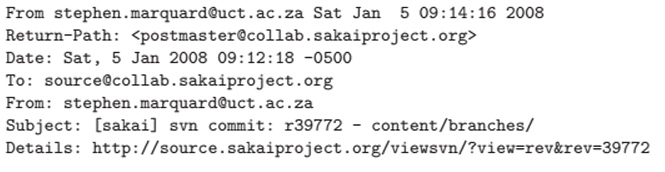 From stephen.marquard@uct.ac.za Sat Jan  5 09:14:16 2008
Return-Path: <postmaster@collab.sakaiproject.org>
Date: Sat, 5 Jan 2008 09:12:18 -0500
To: source@collab.sakaiproject.org
From: stephen.marquard@uct.ac.za
Subject: [sakai] svn commit: r39772 - content/branches/
Details: http://source.sakaiproject.org/viewsvn/?view=rev&rev=39772